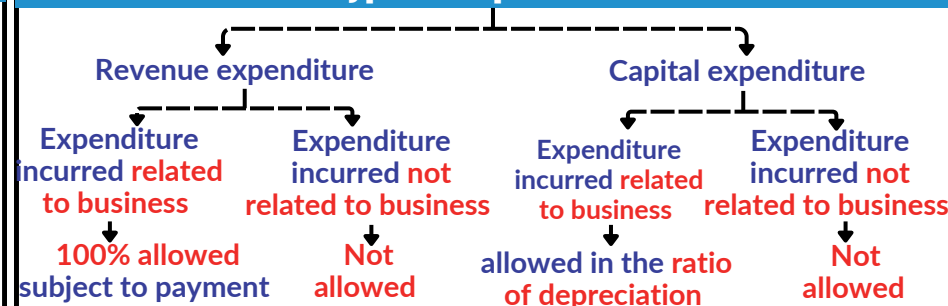 Revenue expenditure
Capital expenditure
Expenditure
incurred related
to business
Expenditure
incurred not
related to business
Expenditure
incurred related
to business
Expenditure
incurred not
related to business
100% allowed
subject to payment
Not
allowed
allowed in the ratio
of depreciation
Not
allowed